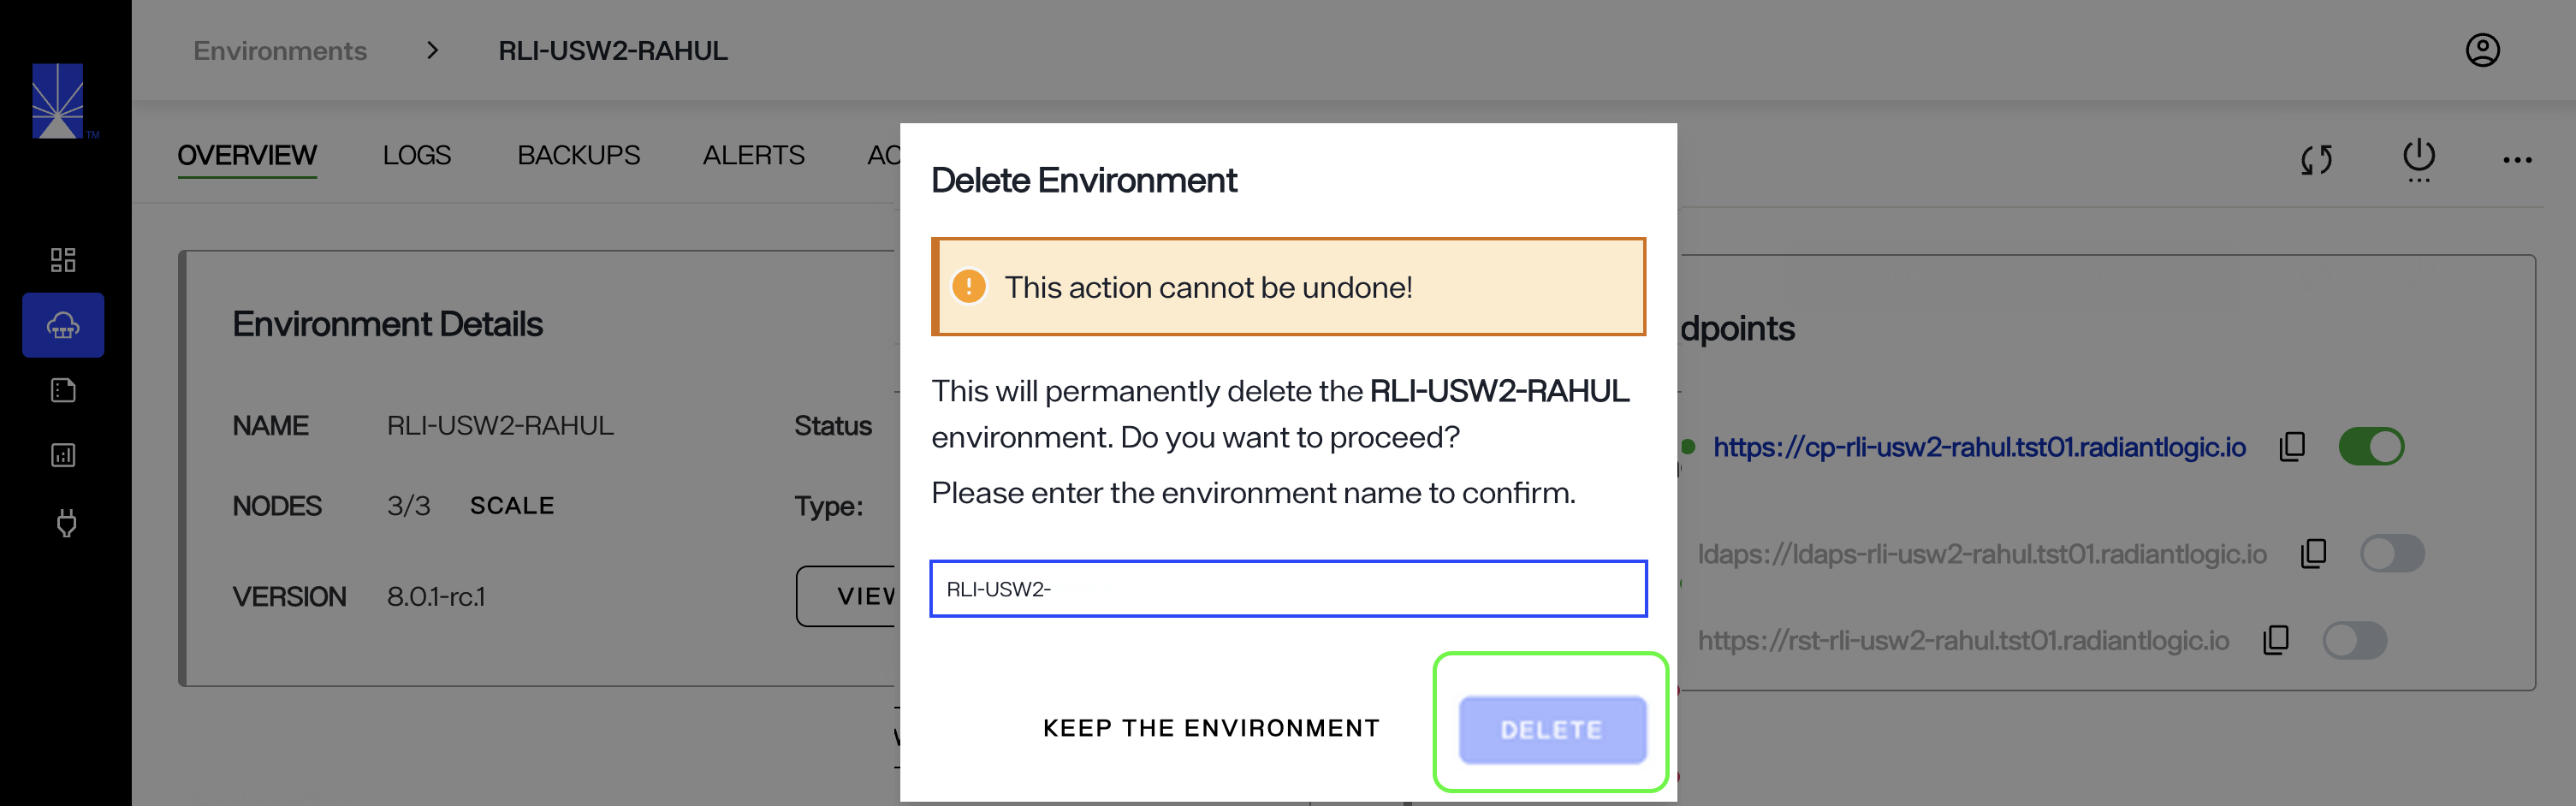 Environments > RLI-USW2-RAHUL
TM
OVERVIEW LOGS BACKUPS ALERTS AC
Delete Environment
This action cannot be undone!
This will permanently delete the RLI-USW2-RAHUL
environment. Do you want to proceed?
Please enter the environment name to confirm.
RLI-USW2-
KEEP THE ENVIRONMENT DELETE
Environment Details
NAME RLI-USW2-RAHUL Status
NODES 3/3 SCALE Type:
VERSION 8.0.1-rc.1 VIEW
dpoints
https://cp-rli-usw2-rahul.tst01.radiantlogic.io
ldaps://ldaps-rli-usw2-rahul.tst01.radiantlogic.io
https://rst-rli-usw2-rahul.tst01.radiantlogic.io